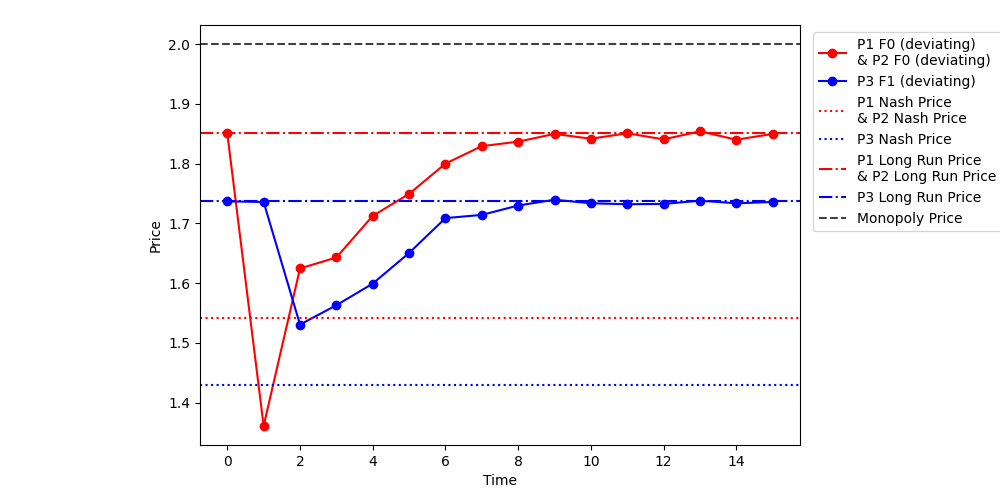 2.0
1.9
1.8
1.7
1.6
1.5
1.4
Price
0 2 4 6 8 10 12 14
Time
P1 F0 (deviating)
& P2 F0 (deviating)
P3 F1 (deviating)
P1 Nash Price
& P2 Nash Price
P3 Nash Price
P1 Long Run Price
& P2 Long Run Price
P3 Long Run Price
Monopoly Price